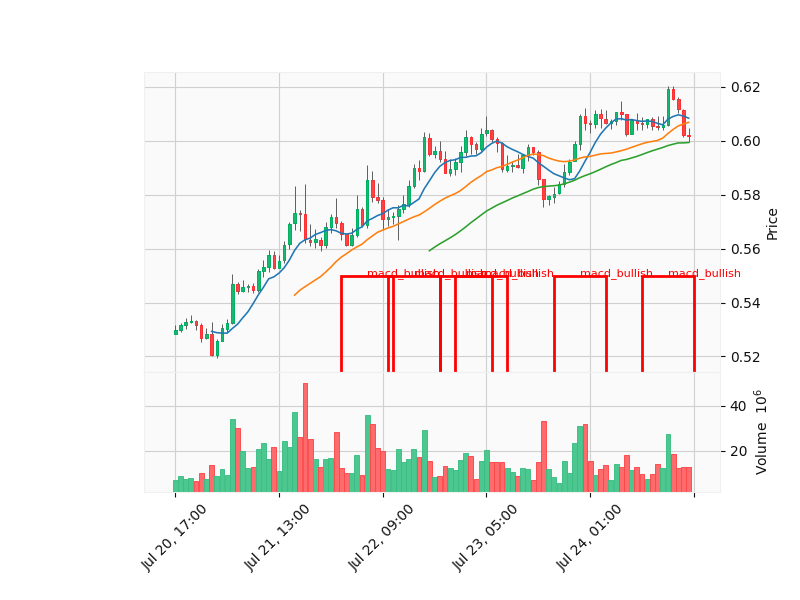 0.62
0.60
0.58
0.56
0.54
0.52
Price
macd_bullish
macd_bullish
macd_bullish
macd_bullish
macd_bullish
macd_bullish
40
20
Volume 10^6
Jul 20, 17:00
Jul 21, 13:00
Jul 22, 09:00
Jul 23, 05:00
Jul 24, 01:00